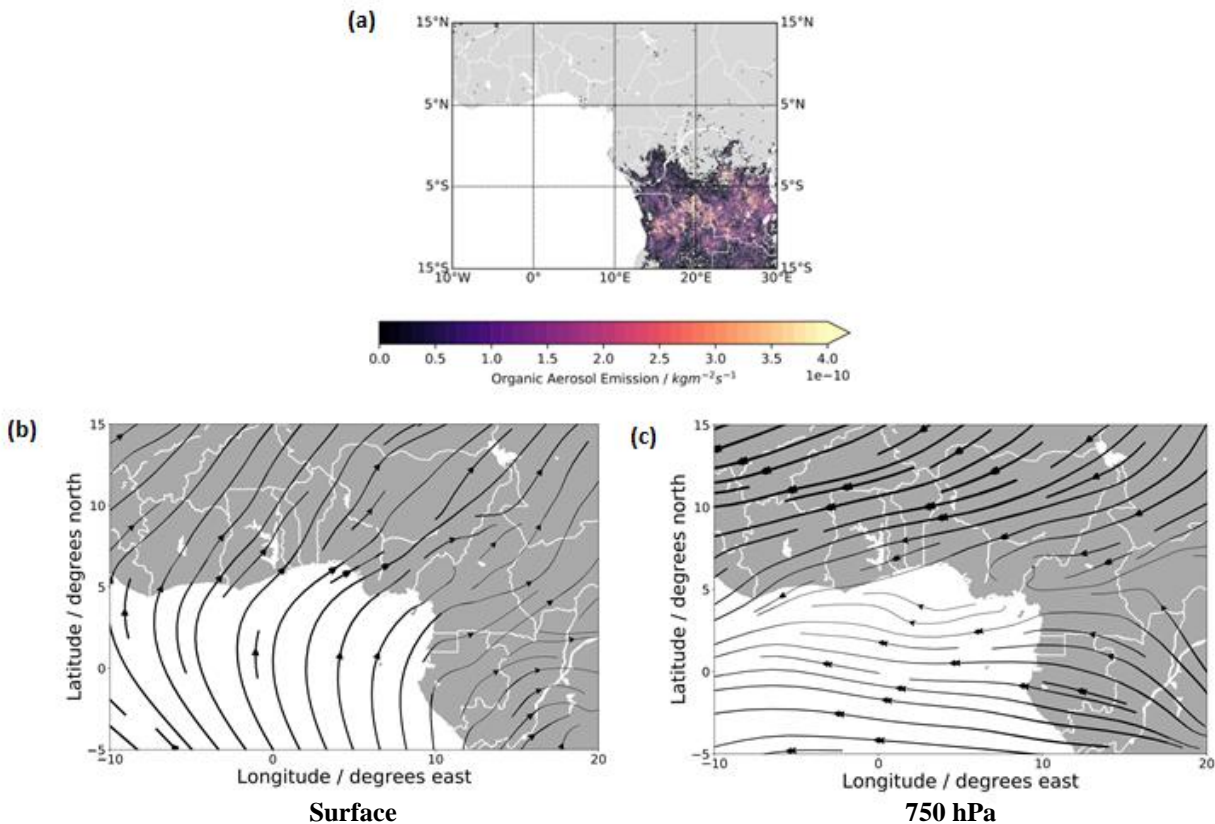 (a)
15°N 15°N
5°N 5°N
5°S 5°S
15°S 15°S
10°W 0° 10°E 20°E 30°E
0.0 0.5 1.0 1.5 2.0 2.5 3.0 3.5 4.0
Organic Aerosol Emission / kgm⁻²s⁻¹ 1e−10
(b)
15
10
5
0
−5
Latitude / degrees north
−10 0 10 20
Longitude / degrees east
Surface
(c)
15
10
5
0
−5
Latitude / degrees north
−10 0 10 20
Longitude / degrees east
750 hPa